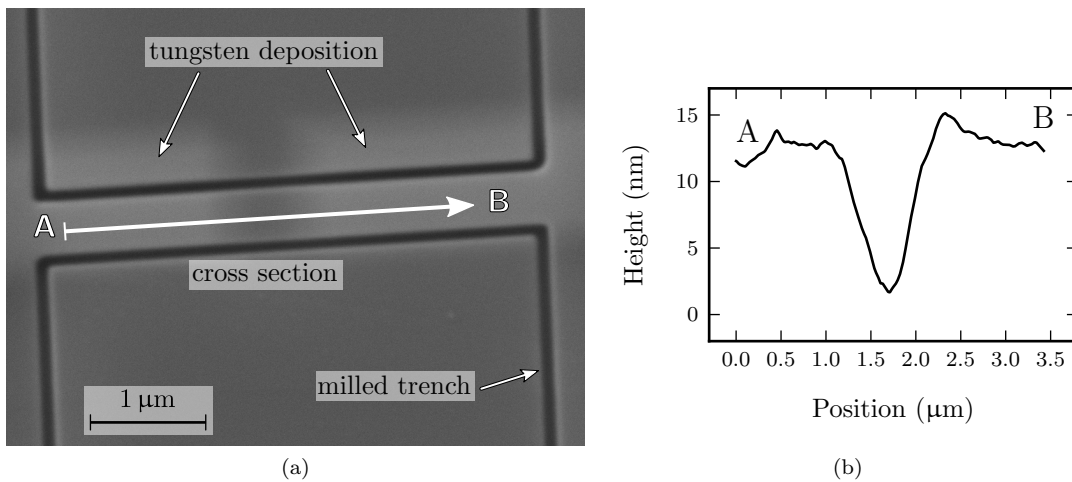 tungsten deposition
A
B
cross section
milled trench
1 μm
(a)
15
10
5
0
A
B
Height (nm)
0.0 0.5 1.0 1.5 2.0 2.5 3.0 3.5
Position (μm)
(b)